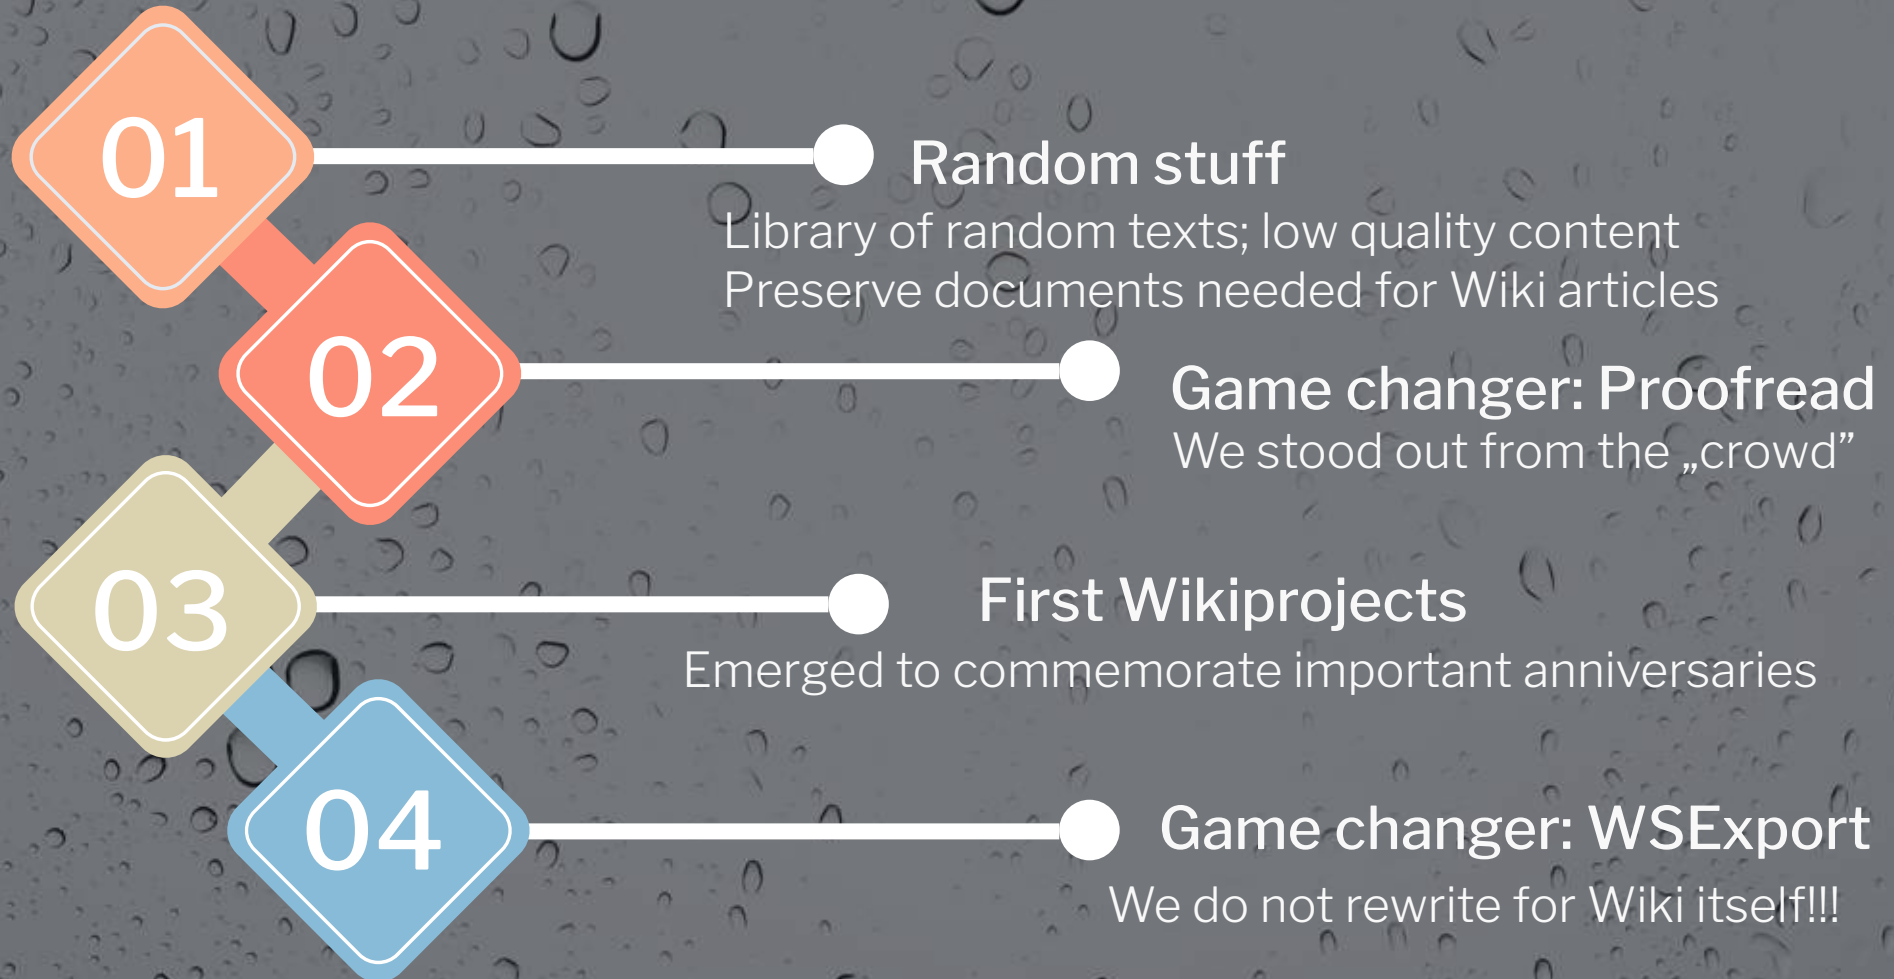 01
Random stuff
Library of random texts; low quality content
Preserve documents needed for Wiki articles
02
Game changer: Proofread
We stood out from the „crowd”
03
First Wikiprojects
Emerged to commemorate important anniversaries
04
Game changer: WSExport
We do not rewrite for Wiki itself!!!